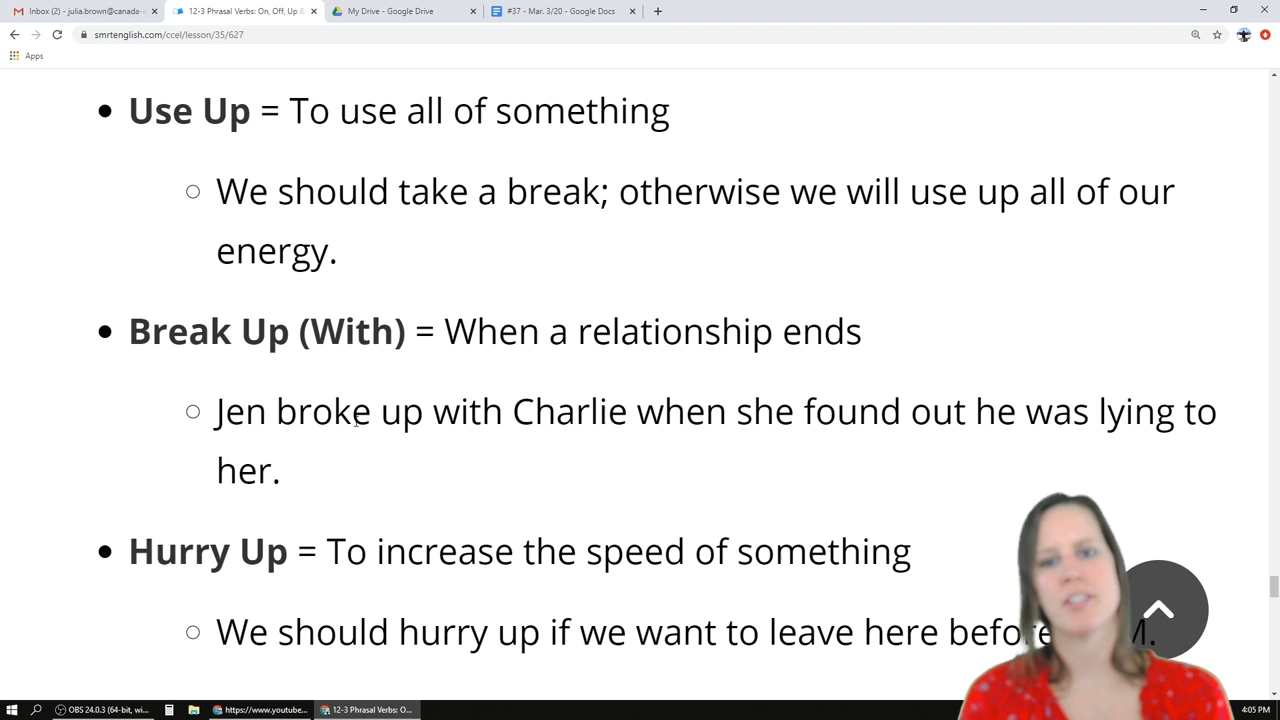 Inbox (2) - julia.brown@canada-
12-3 Phrasal Verbs: On, Off, Up &
My Drive - Google Drive
#37 - Mar. 3/20 - Google Docs
smrtenglish.com/ccel/lesson/35/627
Apps
• Use Up = To use all of something
○ We should take a break; otherwise we will use up all of our
energy.
• Break Up (With) = When a relationship ends
○ Jen broke up with Charlie when she found out he was lying to
her.
• Hurry Up = To increase the speed of something
○ We should hurry up if we want to leave here before
OBS 24.0.3 (64-bit, wi...
https://www.youtube...
12-3 Phrasal Verbs: O...
4:05 PM